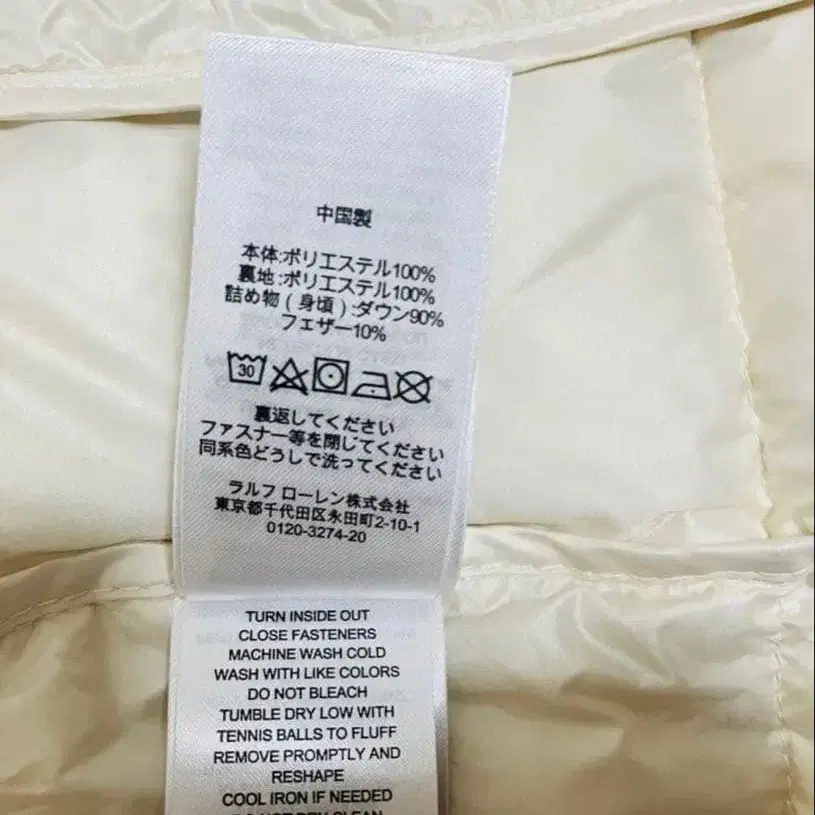 中国製
本体:ポリエステル100%
裏地:ポリエステル100%
詰め物(身頃):ダウン90%
フェザー10%
30
裏返してください
ファスナー等を閉じてください
同系色どうしで洗ってください
ラルフ ローレン株式会社
東京都千代田区永田町2-10-1
0120-3274-20
TURN INSIDE OUT
CLOSE FASTENERS
MACHINE WASH COLD
WASH WITH LIKE COLORS
DO NOT BLEACH
TUMBLE DRY LOW WITH
TENNIS BALLS TO FLUFF
REMOVE PROMPTLY AND
RESHAPE
COOL IRON IF NEEDED
DO NOT DRY CLEAN